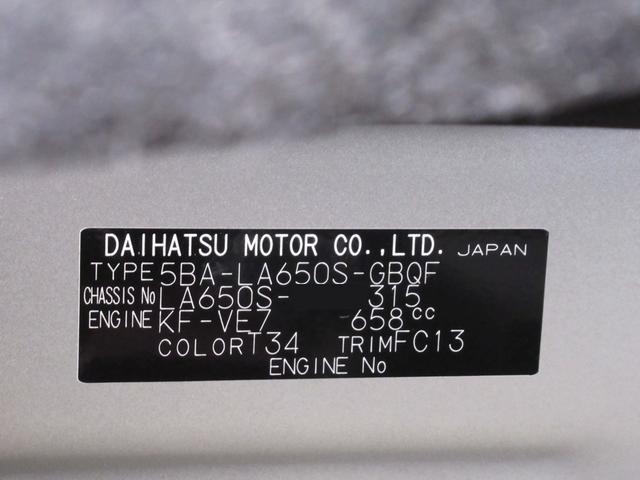 DAIHATSU MOTOR CO.,LTD. JAPAN
TYPE 5BA-LA650S-GBQF
CHASSIS No LA650S- 315
ENGINE KF-VE7 -658cc
COLOR T34 TRIM FC13
ENGINE No